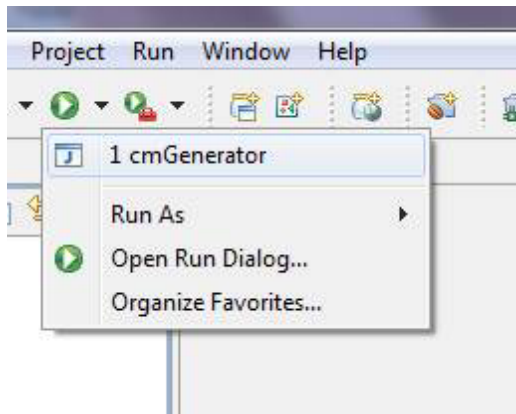 Project Run Window Help
1 cmGenerator
Run As
Open Run Dialog...
Organize Favorites...